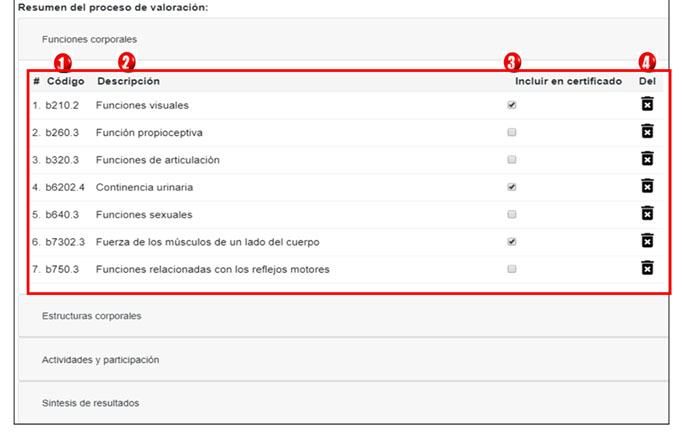 Resumen del proceso de valoración:
Funciones corporales
1 2 3 4
# Código Descripción Incluir en certificado Del
1. b210.2 Funciones visuales
2. b260.3 Función propioceptiva
3. b320.3 Funciones de articulación
4. b6202.4 Continencia urinaria
5. b640.3 Funciones sexuales
6. b7302.3 Fuerza de los músculos de un lado del cuerpo
7. b750.3 Funciones relacionadas con los reflejos motores
Estructuras corporales
Actividades y participación
Sintesis de resultados